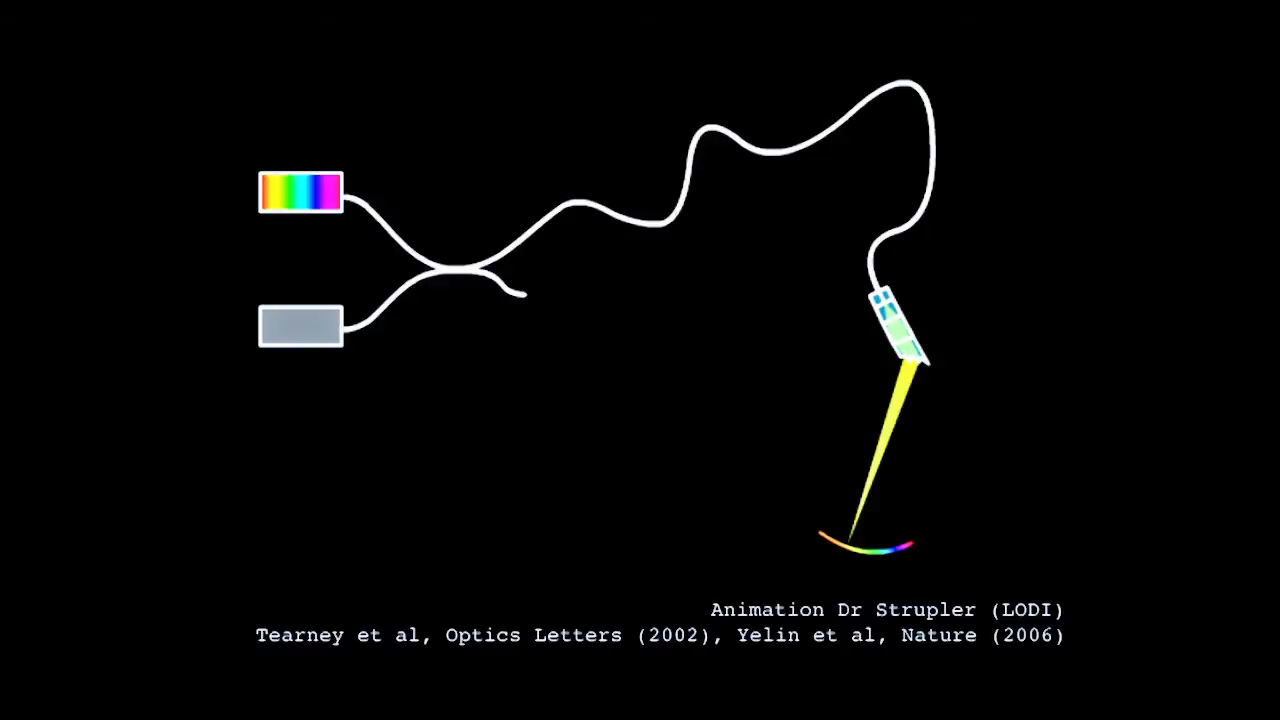 Animation Dr Strupler (LODI)
Tearney et al, Optics Letters (2002), Yelin et al, Nature (2006)